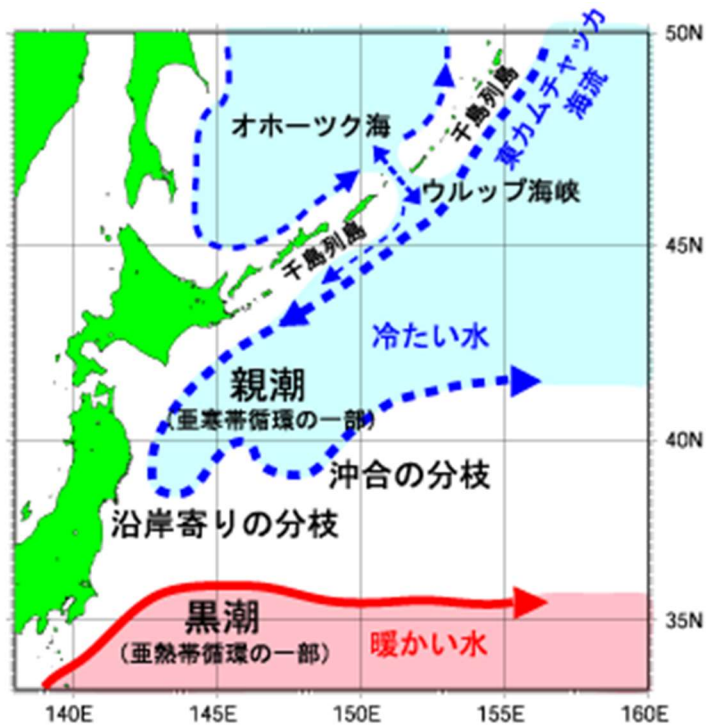 50N
東カムチャッカ
海流
千島列島
オホーツク海
ウルップ海峡
千島列島
45N
冷たい水
親潮
(亜寒帯循環の一部)
40N
沖合の分枝
沿岸寄りの分枝
黒潮
(亜熱帯循環の一部)
暖かい水
35N
140E 145E 150E 155E 160E